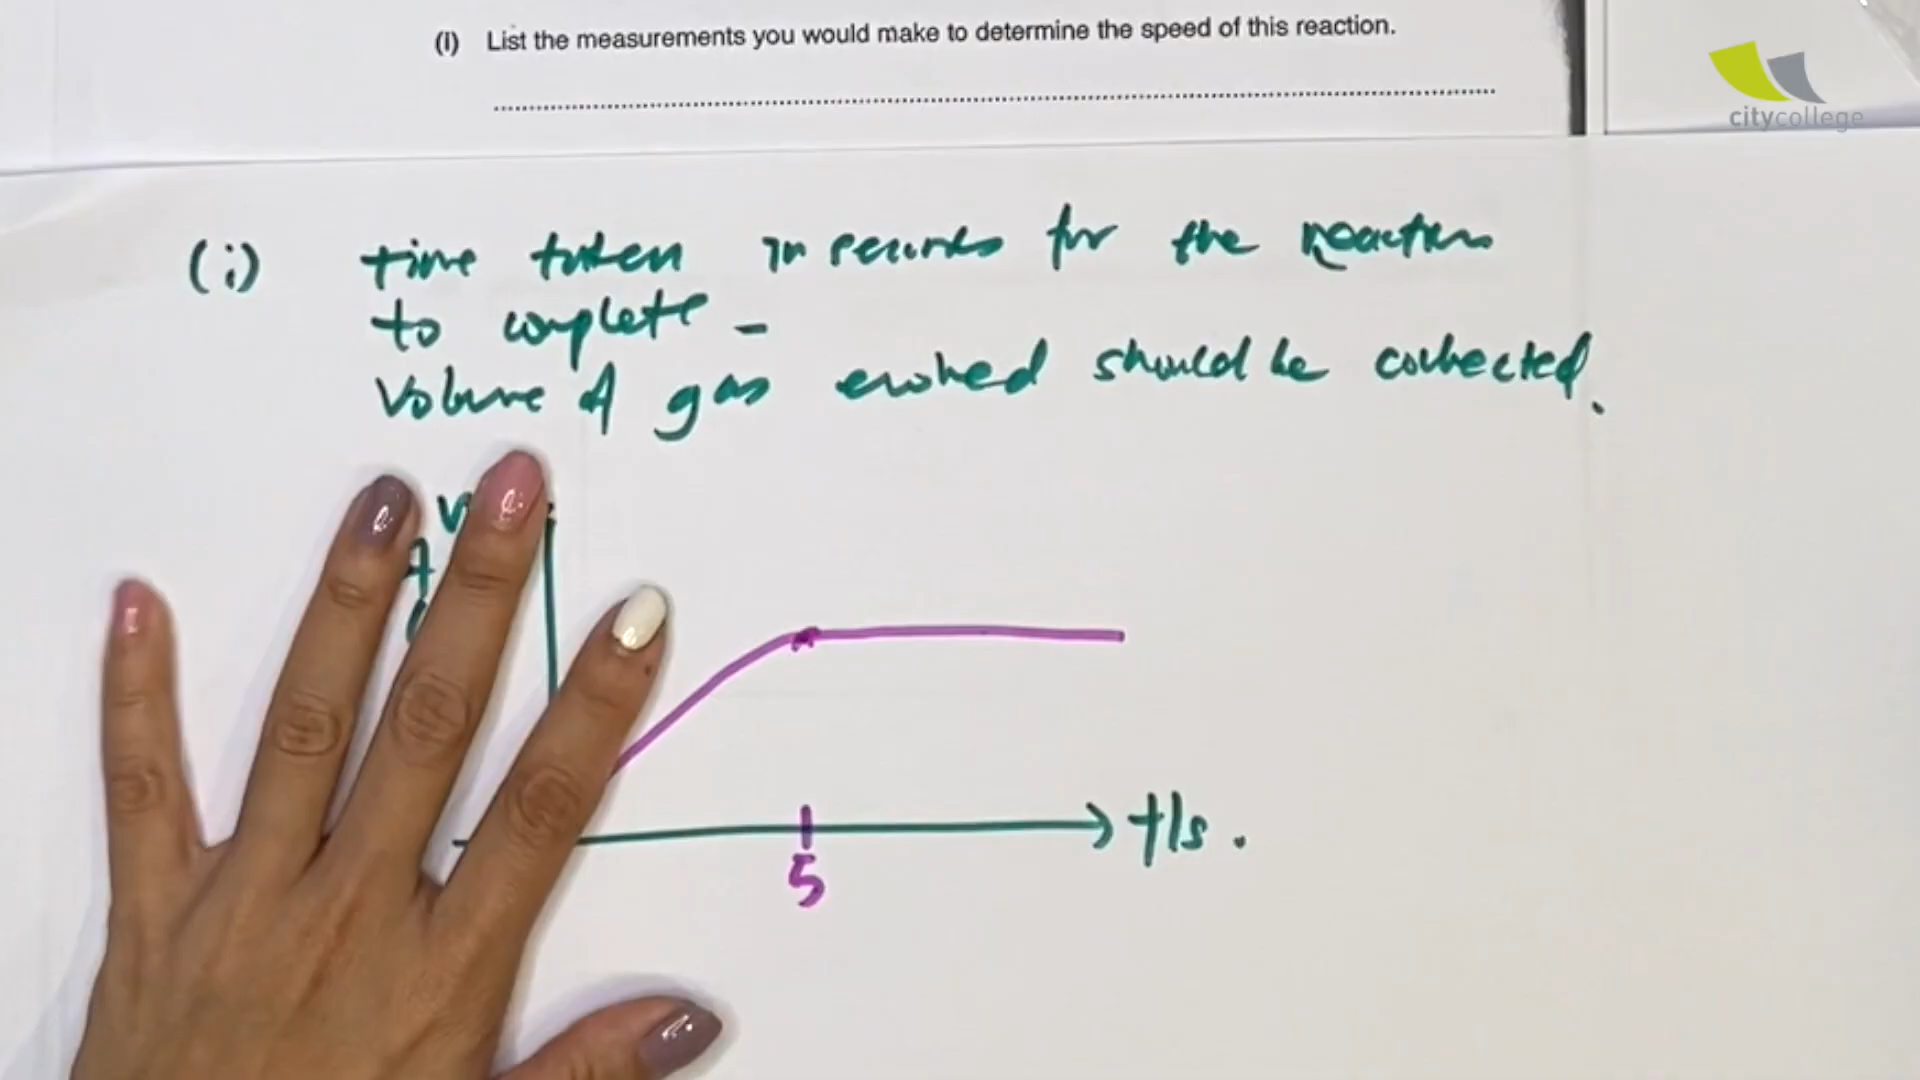 (i) List the measurements you would make to determine the speed of this reaction.
citycollege
(i) time taken in seconds for the reaction
to complete -
Volume of gas evolved should be collected.
t/s .
5